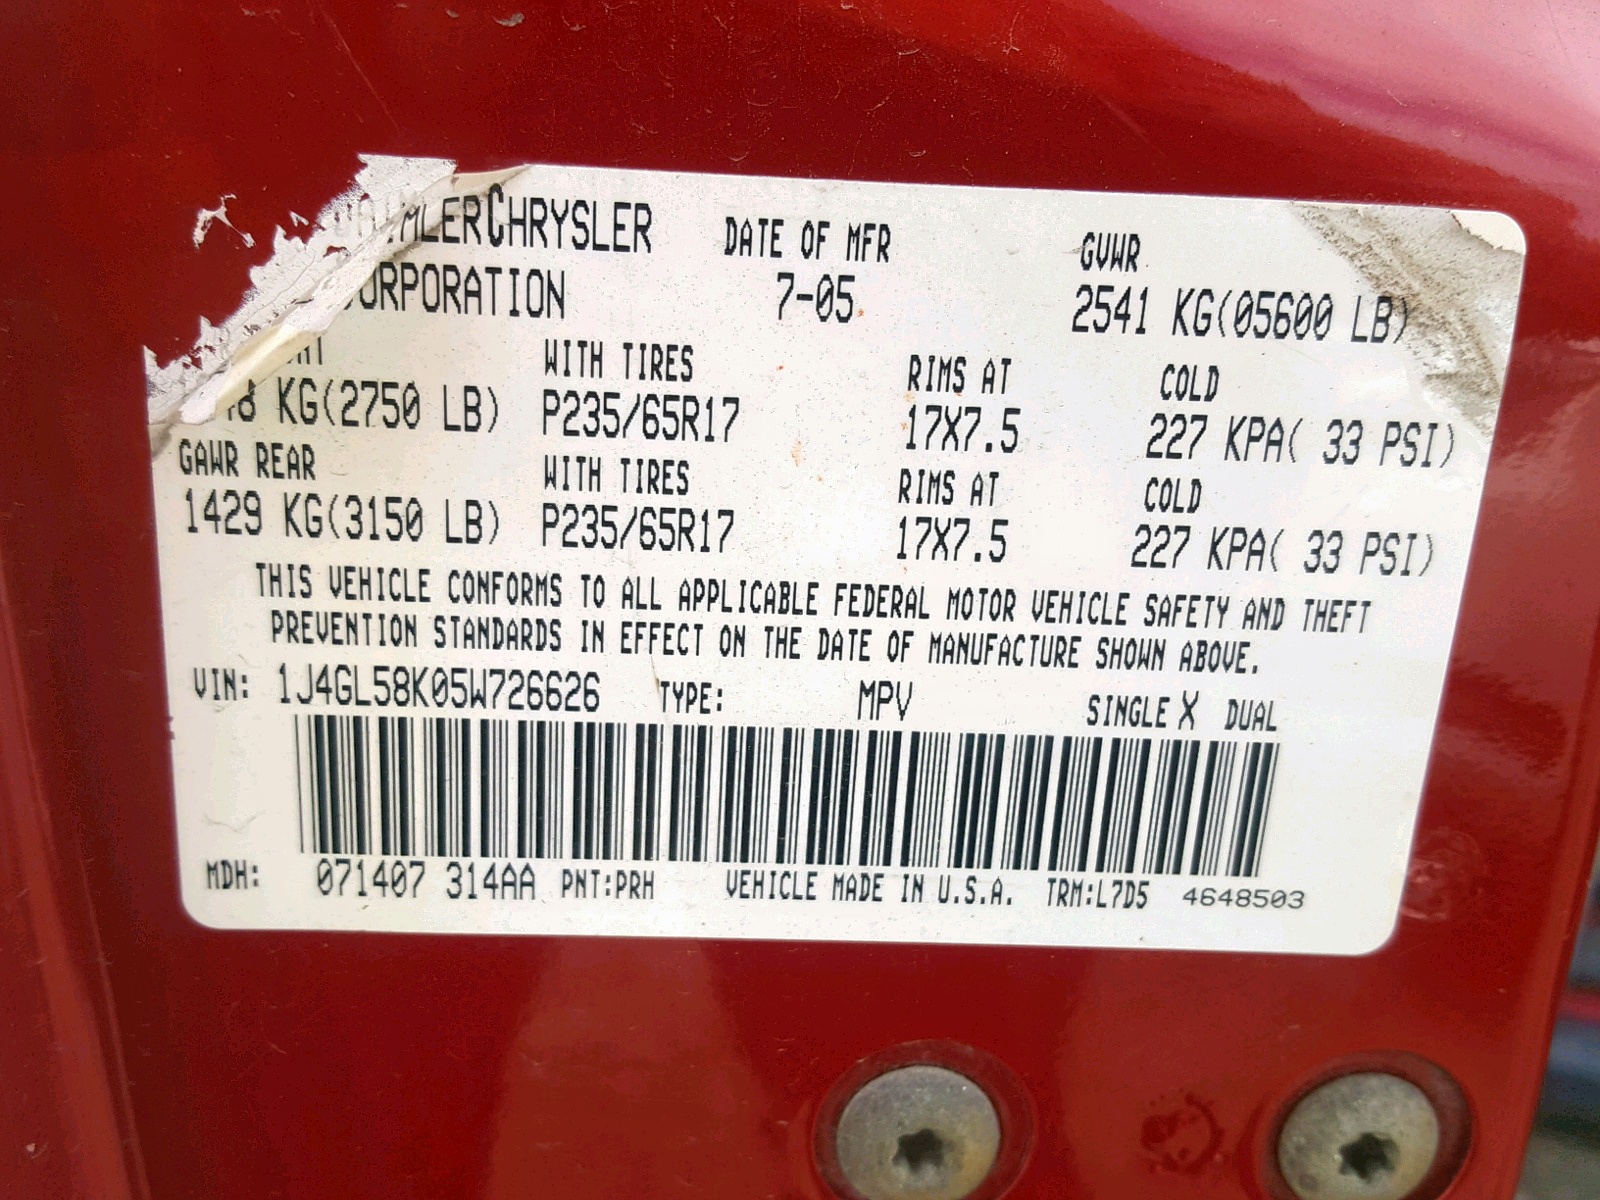 DAIMLERCHRYSLER DATE OF MFR GVWR
CORPORATION 7-05 2541 KG(05600 LB)
WITH TIRES RIMS AT COLD
KG(2750 LB) P235/65R17 17X7.5 227 KPA( 33 PSI)
GAWR REAR WITH TIRES RIMS AT COLD
1429 KG(3150 LB) P235/65R17 17X7.5 227 KPA( 33 PSI)
THIS VEHICLE CONFORMS TO ALL APPLICABLE FEDERAL MOTOR VEHICLE SAFETY AND THEFT
PREVENTION STANDARDS IN EFFECT ON THE DATE OF MANUFACTURE SHOWN ABOVE.
VIN: 1J4GL58K05W726626 TYPE: MPV SINGLE X DUAL
MDH: 071407 314AA PNT:PRH VEHICLE MADE IN U.S.A. TRM:L7D5 4648503